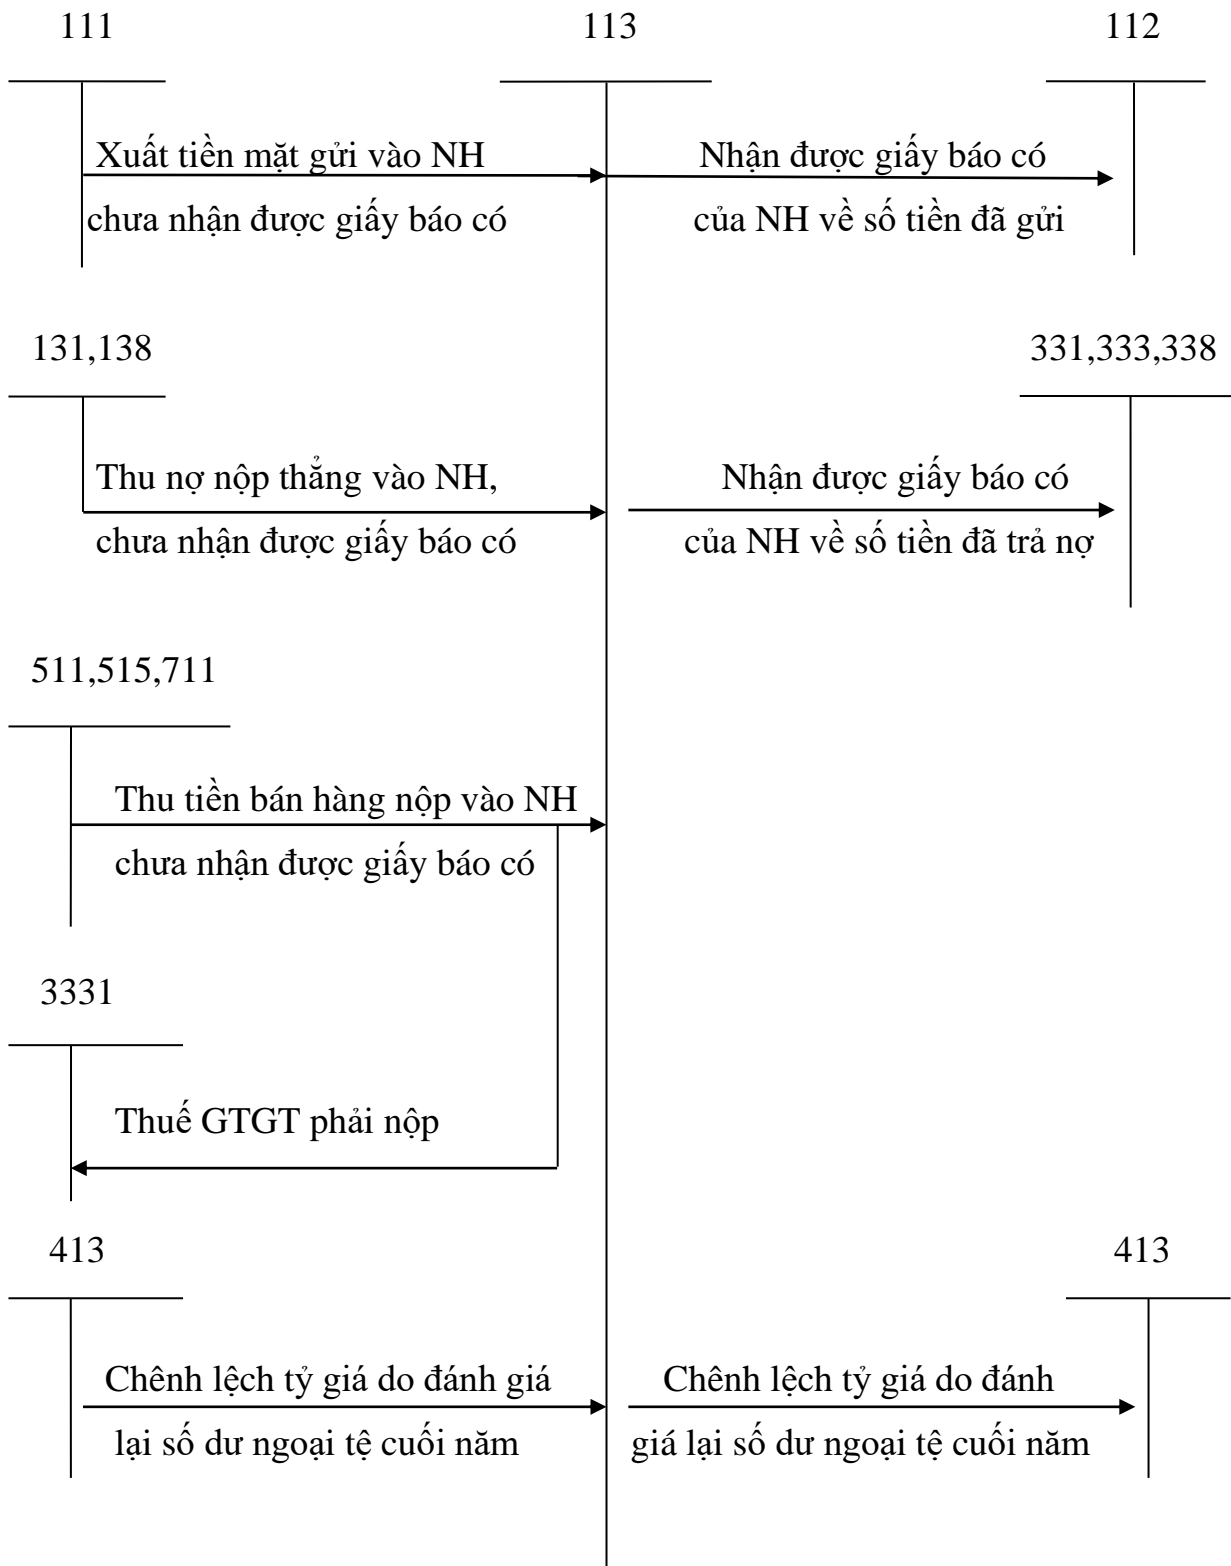 111
113
112
Xuất tiền mặt gửi vào NH
chưa nhận được giấy báo có
Nhận được giấy báo có
của NH về số tiền đã gửi
131,138
331,333,338
Thu nợ nộp thẳng vào NH,
chưa nhận được giấy báo có
Nhận được giấy báo có
của NH về số tiền đã trả nợ
511,515,711
Thu tiền bán hàng nộp vào NH
chưa nhận được giấy báo có
3331
Thuế GTGT phải nộp
413
413
Chênh lệch tỷ giá do đánh giá
lại số dư ngoại tệ cuối năm
Chênh lệch tỷ giá do đánh
giá lại số dư ngoại tệ cuối năm